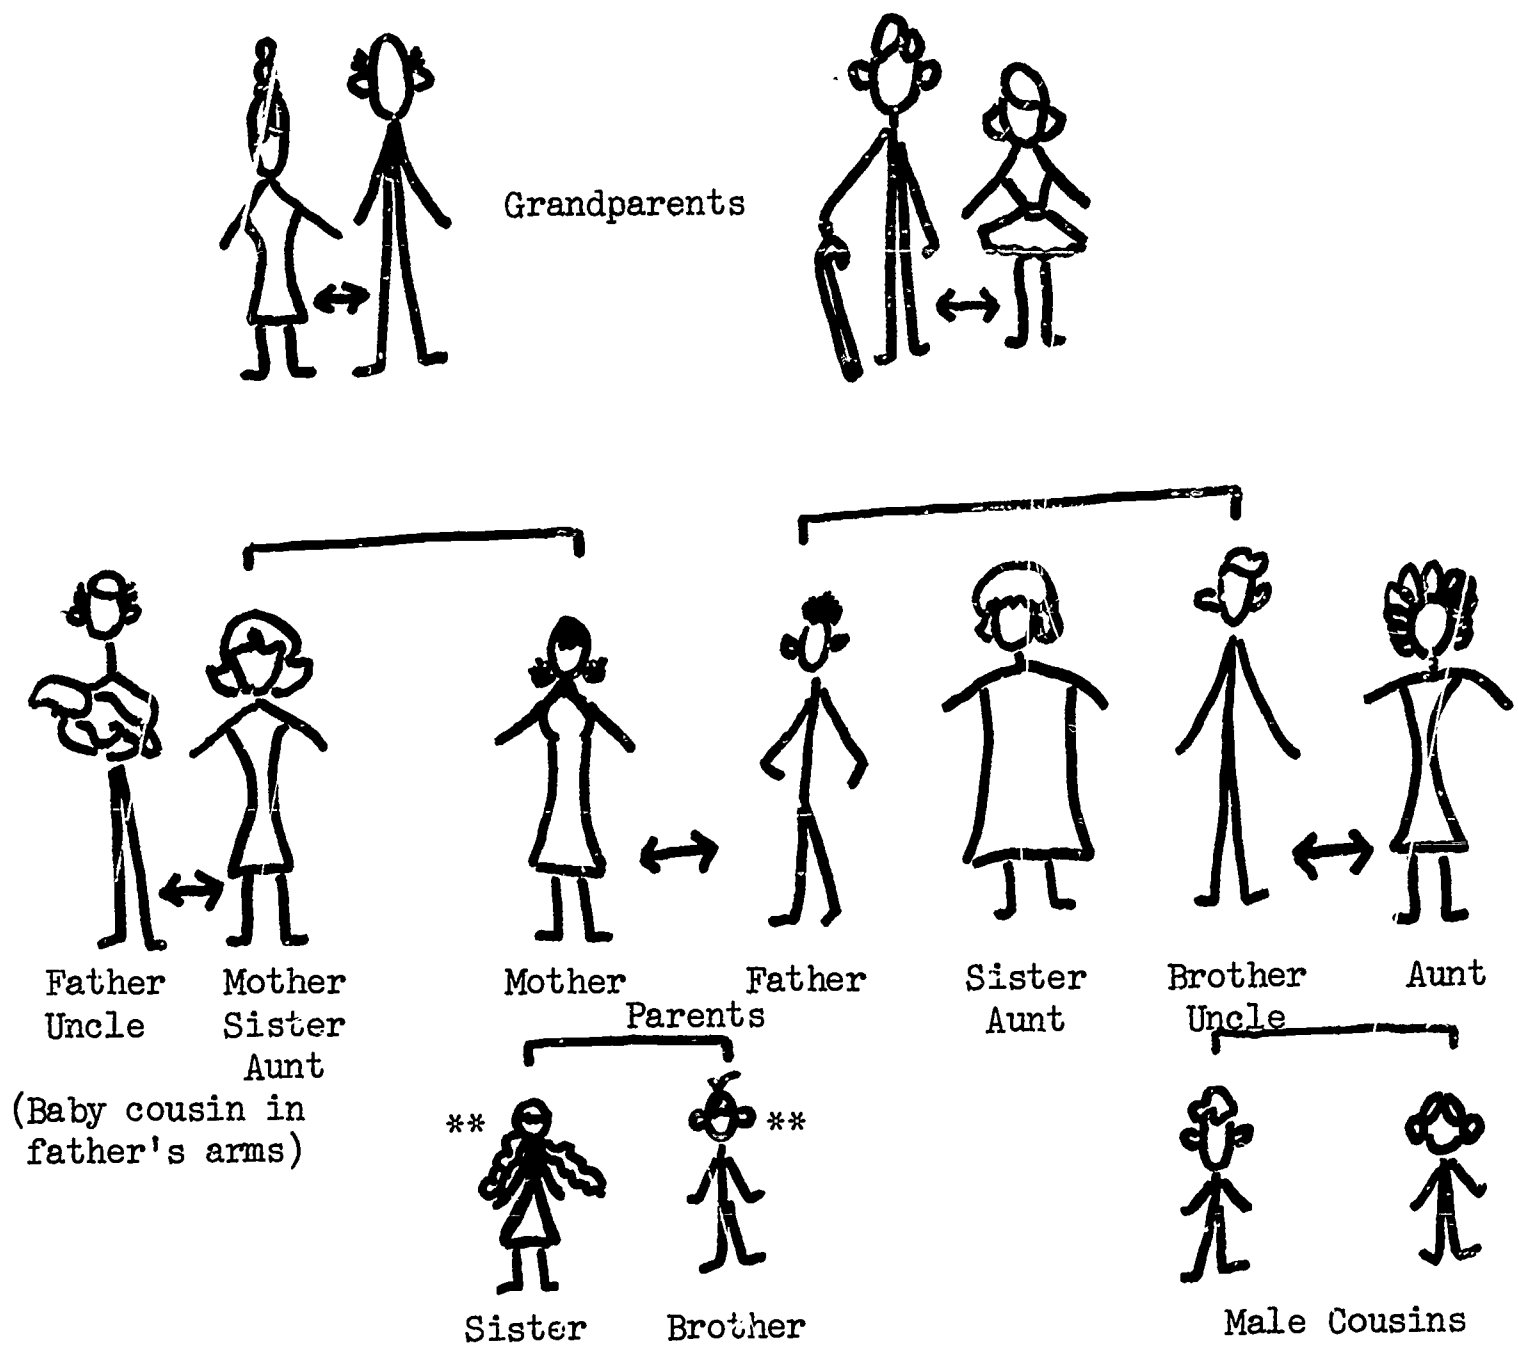 Grandparents
Father Mother Mother Father Sister Brother Aunt
Uncle Sister Parents Aunt Uncle
Aunt
(Baby cousin in
father's arms)
** **
Sister Brother Male Cousins